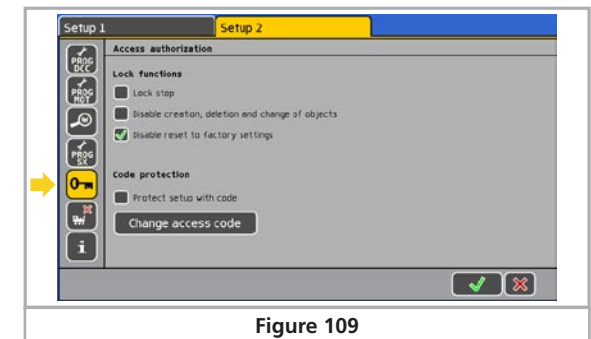 Setup 1
Setup 2
Access authorization
PROG
DCC
Lock functions
Lock stop
PROG
MOT
Disable creation, deletion and change of objects
Disable reset to factory settings
PROG
SX
Code protection
Protect setup with code
Change access code
i
Figure 109